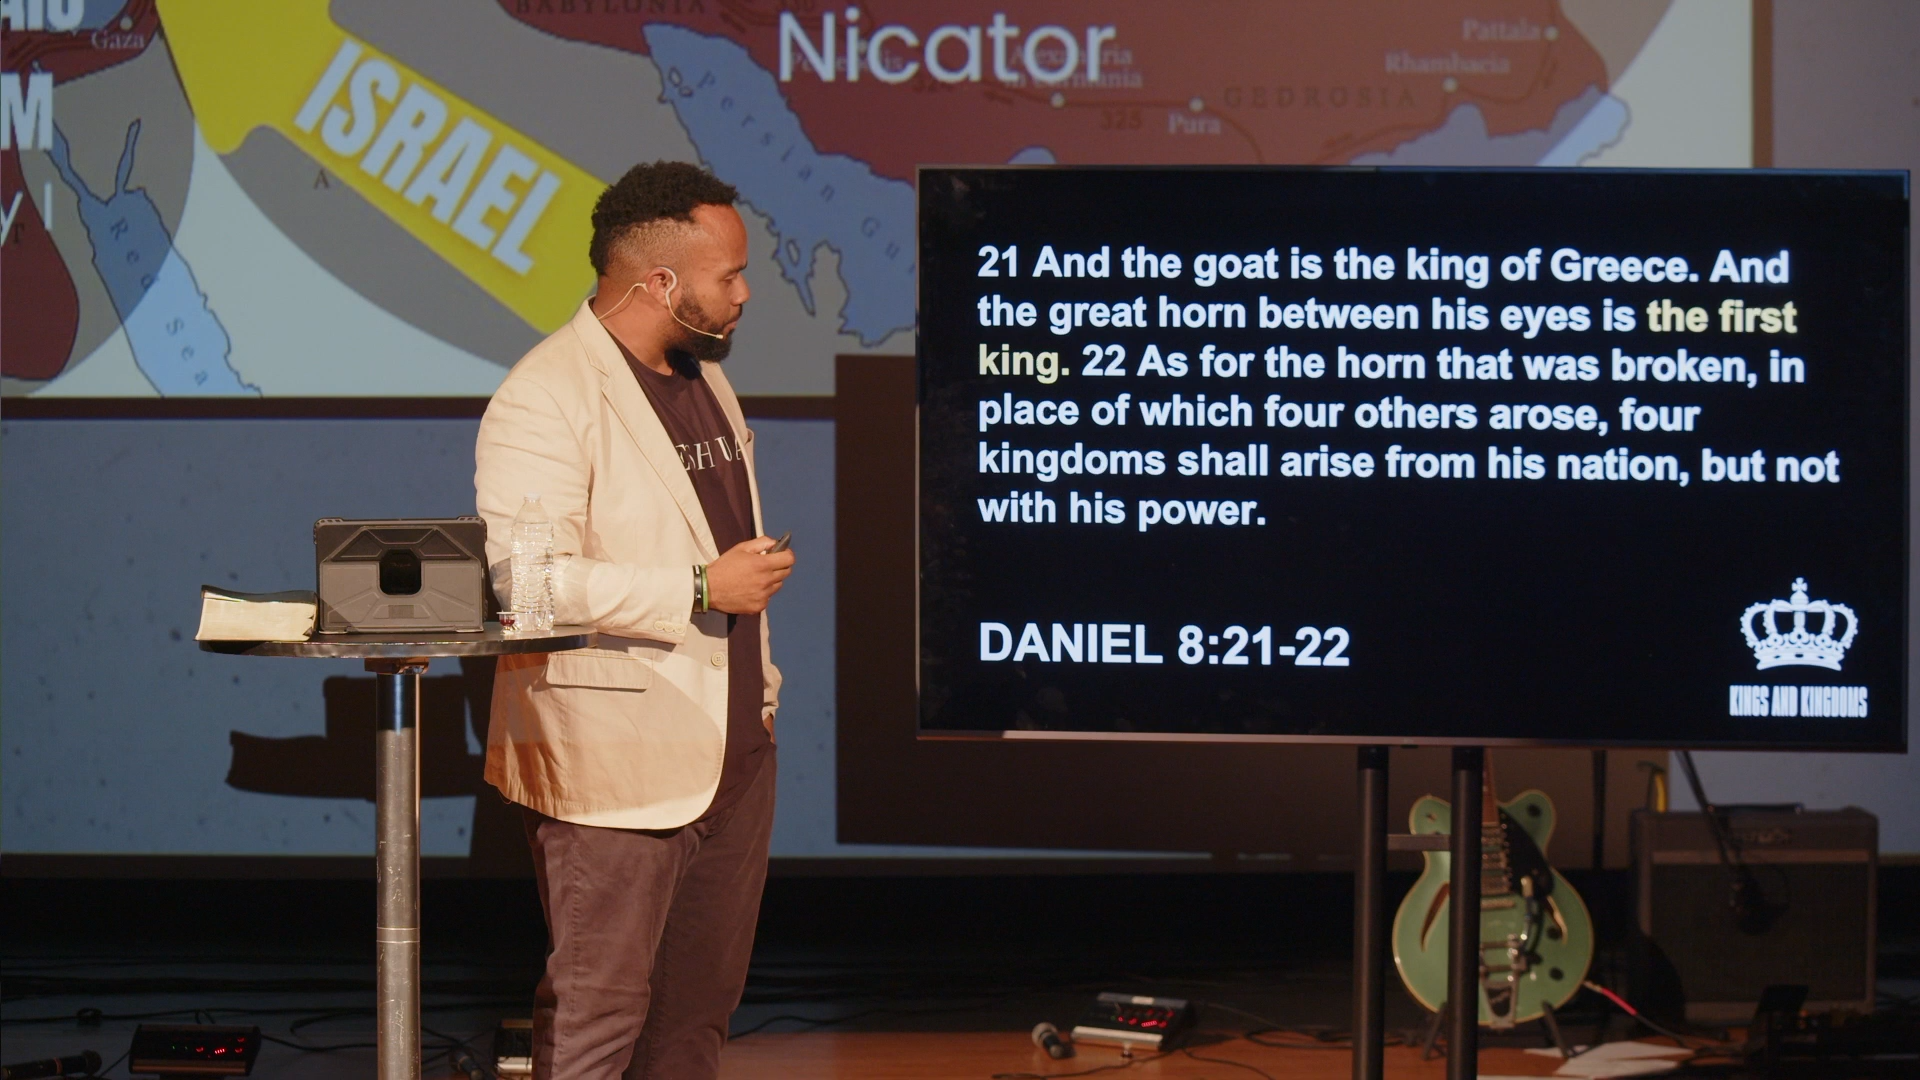 BABYLONIA
Gaza
M
y I
ISRAEL
A
Red Sea
Persian Gulf
Nicator
325
Pura
GEDROSIA
Rhambacia
Pattala
ESHUA
21 And the goat is the king of Greece. And
the great horn between his eyes is the first
king. 22 As for the horn that was broken, in
place of which four others arose, four
kingdoms shall arise from his nation, but not
with his power.
DANIEL 8:21-22
KINGS AND KINGDOMS